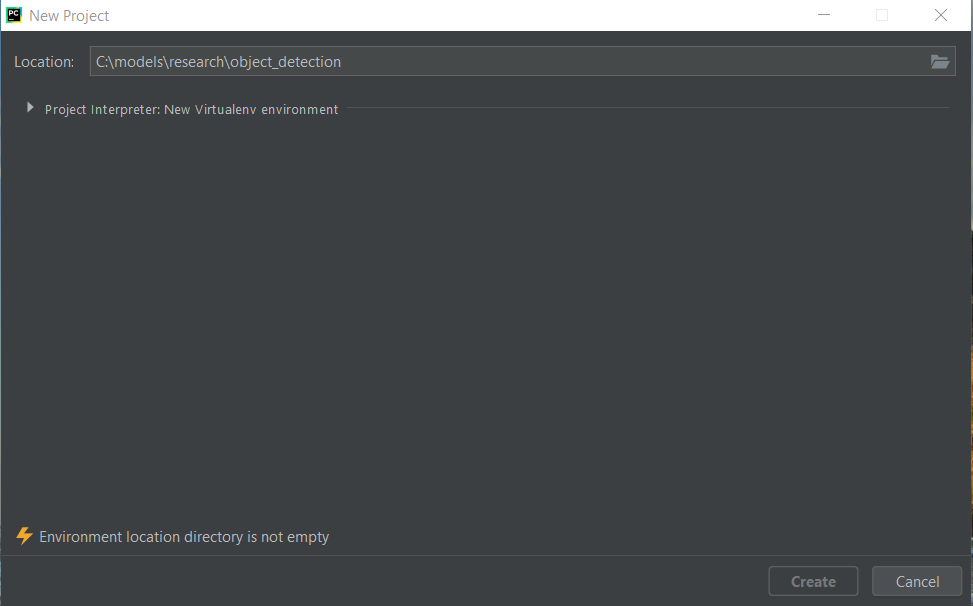 PC New Project
Location: C:\models\research\object_detection
Project Interpreter: New Virtualenv environment
Environment location directory is not empty
Create Cancel